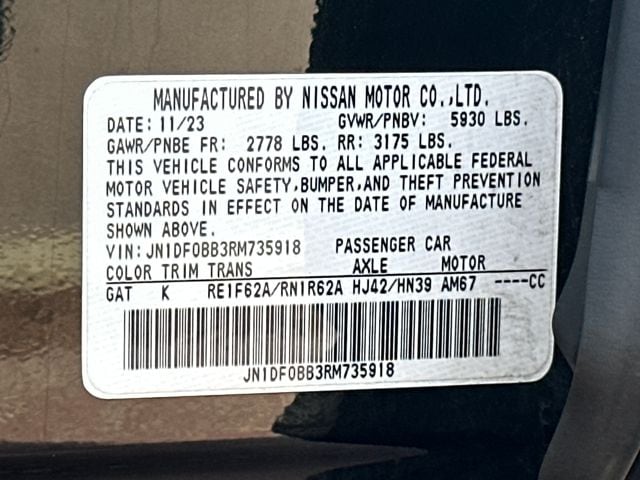 MANUFACTURED BY NISSAN MOTOR CO.,LTD.
DATE: 11/23 GVWR/PNBV: 5930 LBS.
GAWR/PNBE FR: 2778 LBS. RR: 3175 LBS.
THIS VEHICLE CONFORMS TO ALL APPLICABLE FEDERAL
MOTOR VEHICLE SAFETY,BUMPER,AND THEFT PREVENTION
STANDARDS IN EFFECT ON THE DATE OF MANUFACTURE
SHOWN ABOVE.
VIN: JN1DF0BB3RM735918 PASSENGER CAR
COLOR TRIM TRANS AXLE MOTOR
GAT K RE1F62A/RN1R62A HJ42/HN39 AM67 ----CC
JN1DF0BB3RM735918